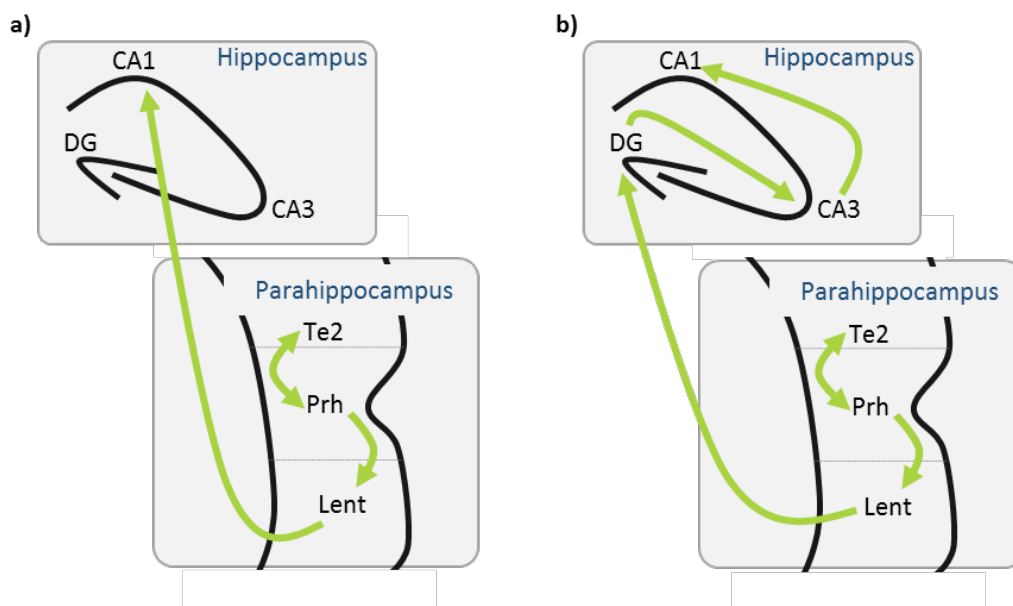 a)
Hippocampus
CA1
DG
CA3
Parahippocampus
Te2
Prh
Lent
b)
Hippocampus
CA1
DG
CA3
Parahippocampus
Te2
Prh
Lent